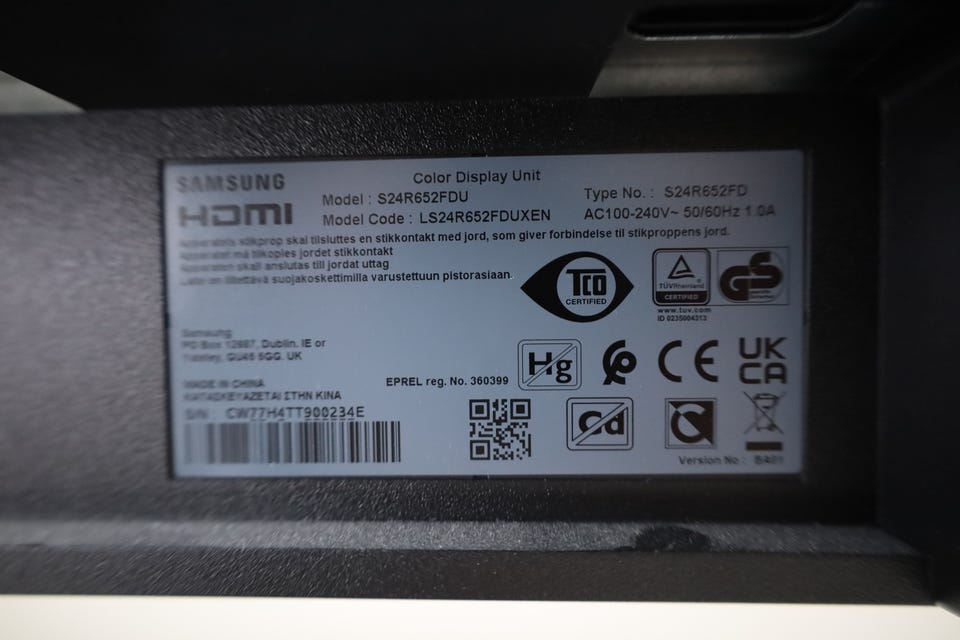 SAMSUNG
Color Display Unit
HDMI
Model : S24R652FDU
Type No. : S24R652FD
Model Code : LS24R652FDUXEN
AC100-240V~ 50/60Hz 1.0A
Apparatets stikprop skal tilsluttes en stikkontakt med jord, som giver forbindelse til stikproppens jord.
Apparatet må tilkoples jordet stikkontakt
Apparaten skall anslutas till jordat uttag
Laite on liitettävä suojakoskettimilla varustettuun pistorasiaan.
TCO
CERTIFIED
TÜVRheinland
CERTIFIED
www.tuv.com
ID 0235004313
GS
geprüfte
Sicherheit
Samsung
PO Box 12987, Dublin. IE or
Yateley, GU46 6GG. UK
Hg
CE
UK
CA
EPREL reg. No. 360399
MADE IN CHINA
ΚΑΤΑΣΚΕΥΑΖΕΤΑΙ ΣΤΗΝ ΚΙΝΑ
S/N : CW77H4TT900234E
Cd
Version No : BA01